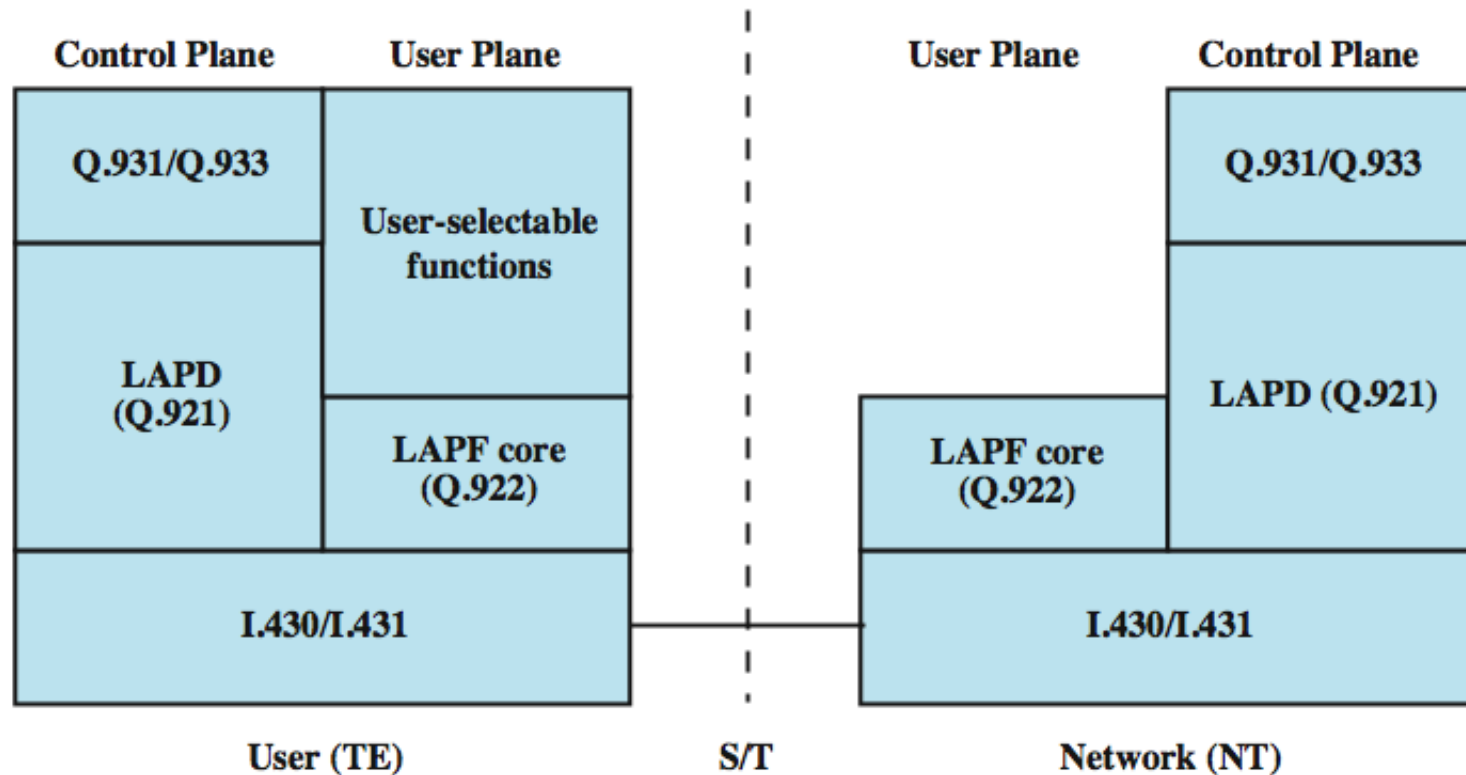 Control Plane
User Plane
User Plane
Control Plane
Q.931/Q.933
User-selectable
functions
Q.931/Q.933
LAPD
(Q.921)
LAPF core
(Q.922)
LAPF core
(Q.922)
LAPD (Q.921)
I.430/I.431
I.430/I.431
User (TE)
S/T
Network (NT)